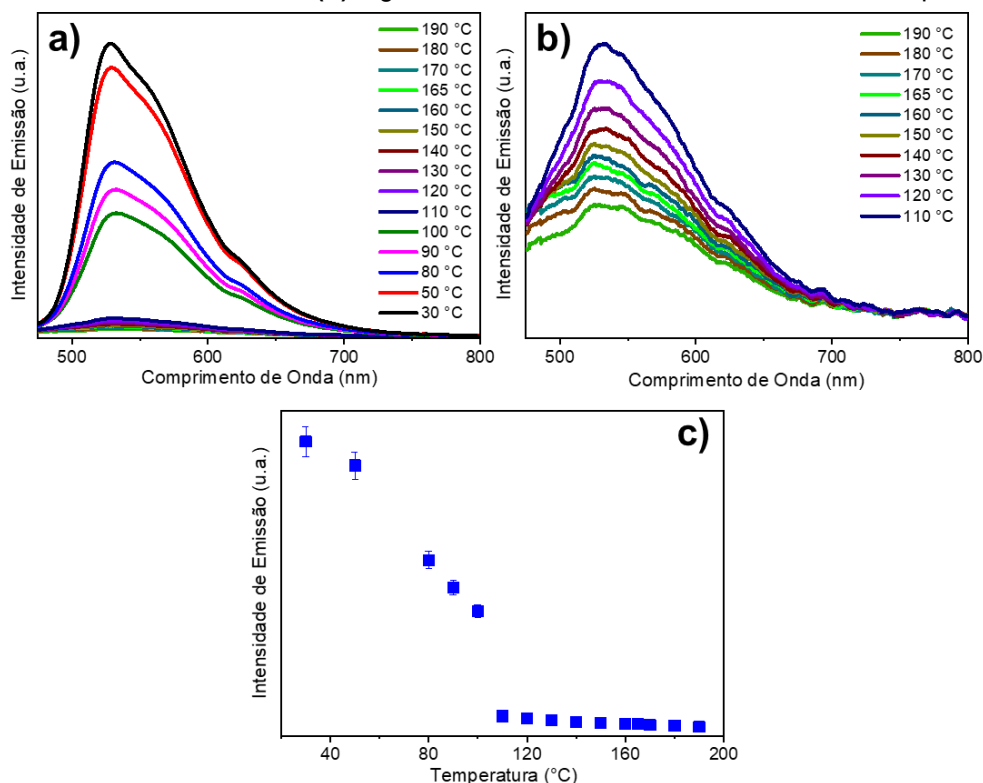 a)
Intensidade de Emissão (u.a.)
190 °C
180 °C
170 °C
165 °C
160 °C
150 °C
140 °C
130 °C
120 °C
110 °C
100 °C
90 °C
80 °C
50 °C
30 °C
500 600 700 800
Comprimento de Onda (nm)
b)
Intensidade de Emissão (u.a.)
190 °C
180 °C
170 °C
165 °C
160 °C
150 °C
140 °C
130 °C
120 °C
110 °C
500 600 700 800
Comprimento de Onda (nm)
c)
Intensidade de Emissão (u.a.)
40 80 120 160 200
Temperatura (°C)